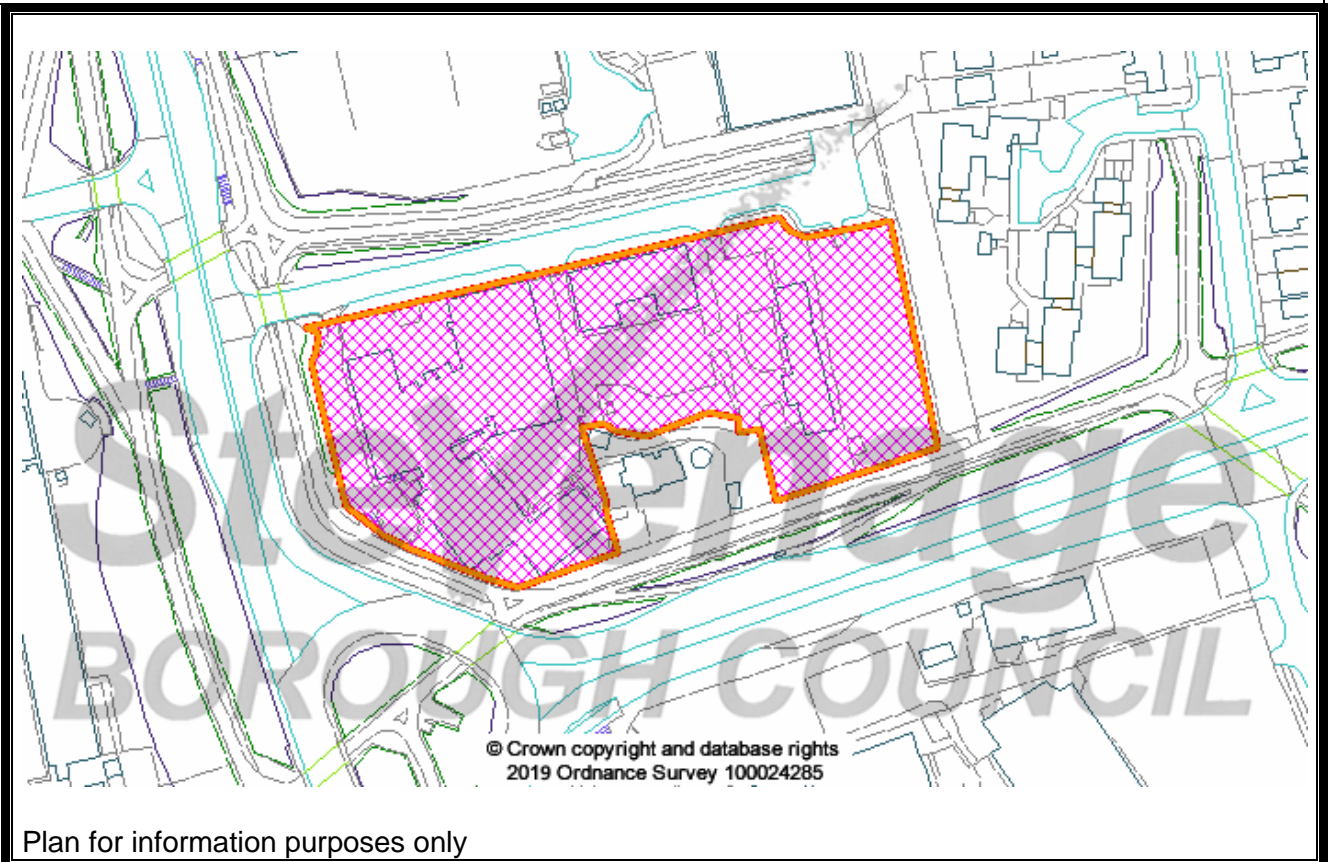 Stevenage
BOROUGH COUNCIL
© Crown copyright and database rights
2019 Ordnance Survey 100024285
Plan for information purposes only